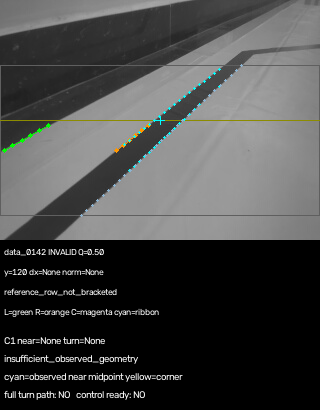 data_0142 INVALID Q=0.50
y=120 dx=None norm=None
reference_row_not_bracketed
L=green R=orange C=magenta cyan=ribbon
C1 near=None turn=None
insufficient_observed_geometry
cyan=observed near midpoint yellow=corner
full turn path: NO control ready: NO